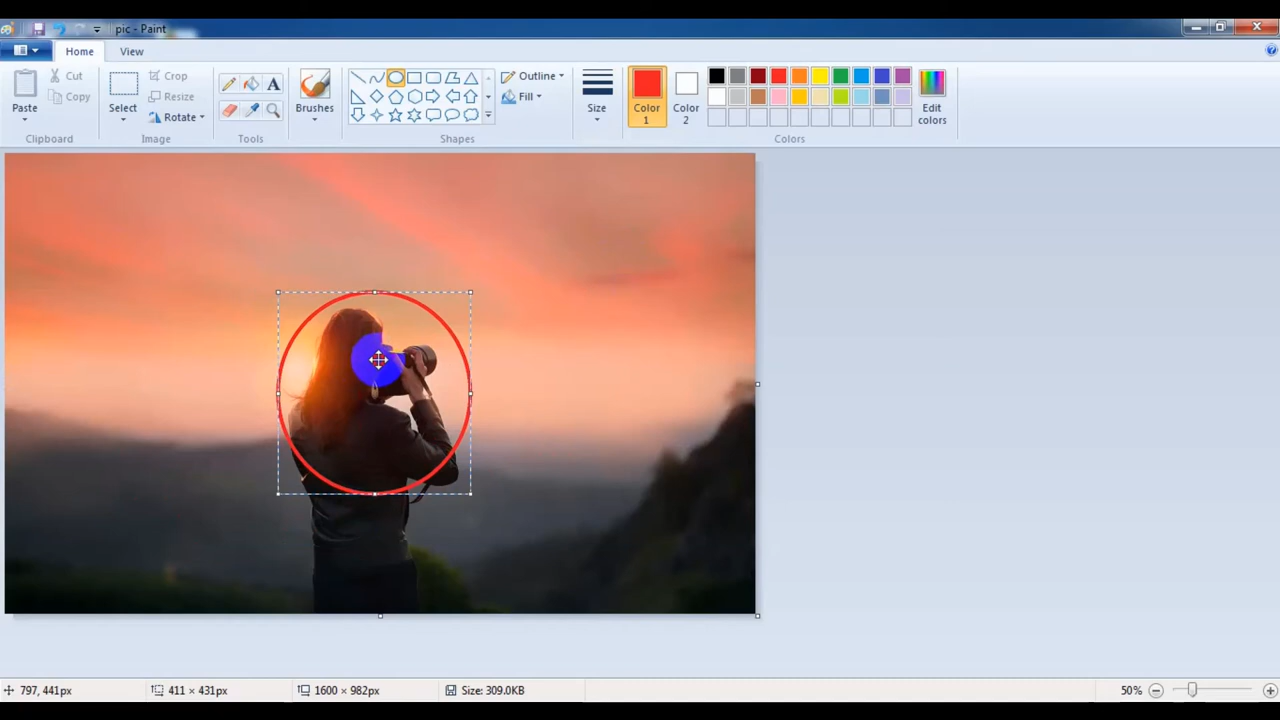 pic - Paint
Home View
Paste
Cut
Copy
Clipboard
Select
Crop
Resize
Rotate
Image
A
Tools
Brushes
Outline
Fill
Shapes
Size
Color 1
Color 2
Edit colors
Colors
797, 441px
411 × 431px
1600 × 982px
Size: 309.0KB
50%